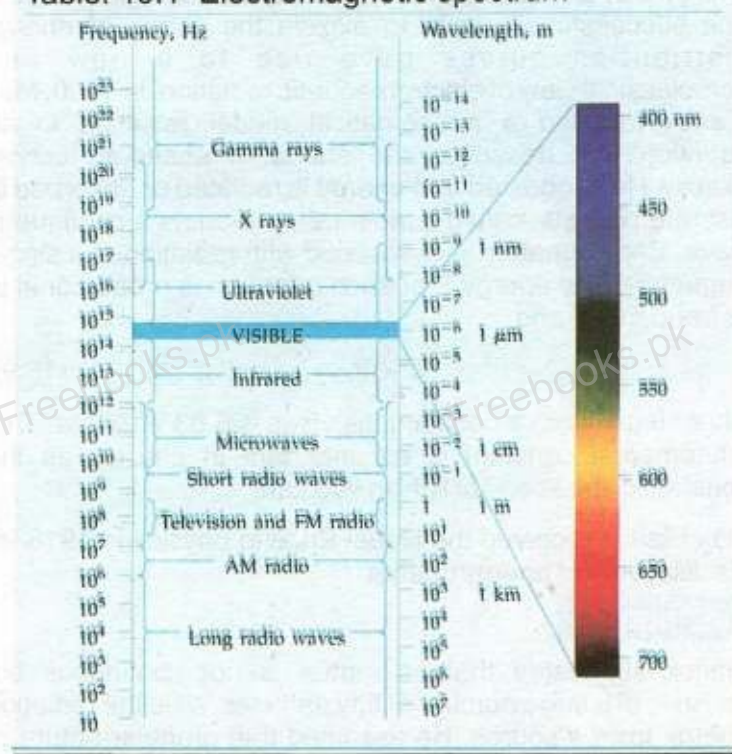 Frequency, Hz
Wavelength, m
10²³
10²²
10²¹
10²⁰
10¹⁹
10¹⁸
10¹⁷
10¹⁶
10¹⁵
10¹⁴
10¹³
10¹²
10¹¹
10¹⁰
10⁹
10⁸
10⁷
10⁶
10⁵
10⁴
10³
10²
10
Gamma rays
X rays
Ultraviolet
VISIBLE
Infrared
Microwaves
Short radio waves
Television and FM radio
AM radio
Long radio waves
10⁻¹⁴
10⁻¹³
10⁻¹²
10⁻¹¹
10⁻¹⁰
10⁻⁹ 1 nm
10⁻⁸
10⁻⁷
10⁻⁶ 1 μm
10⁻⁵
10⁻⁴
10⁻³
10⁻² 1 cm
10⁻¹
1 1 m
10¹
10²
10³ 1 km
10⁴
10⁵
10⁶
10⁷
400 nm
450
500
550
600
650
700
Freebooks.pk
Freebooks.pk